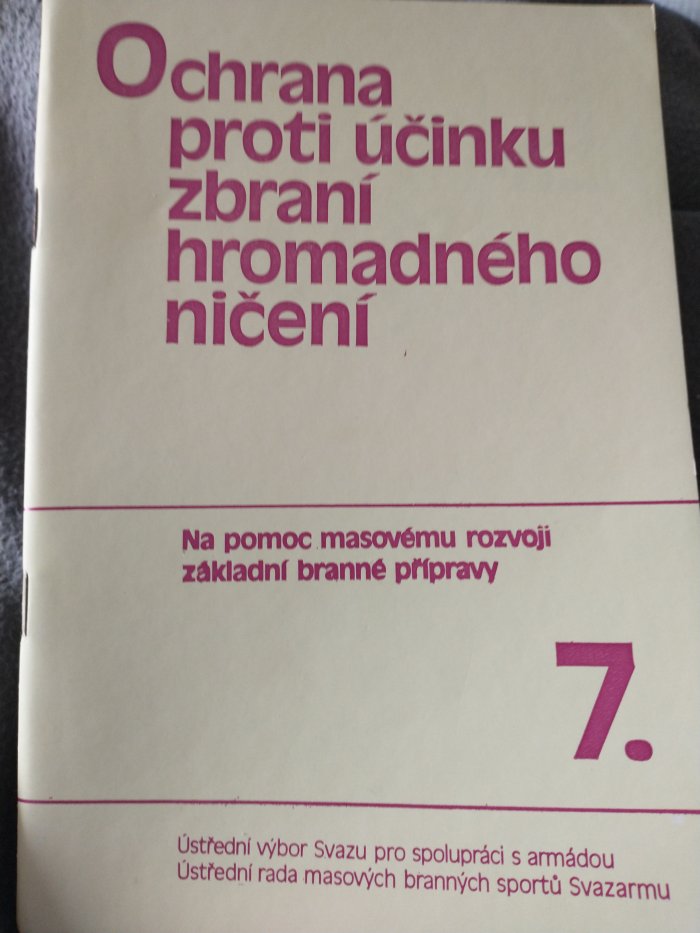 Ochrana
proti účinku
zbraní
hromadného
ničení
Na pomoc masovému rozvoji
základní branné přípravy
7.
Ústřední výbor Svazu pro spolupráci s armádou
Ústřední rada masových branných sportů Svazarmu